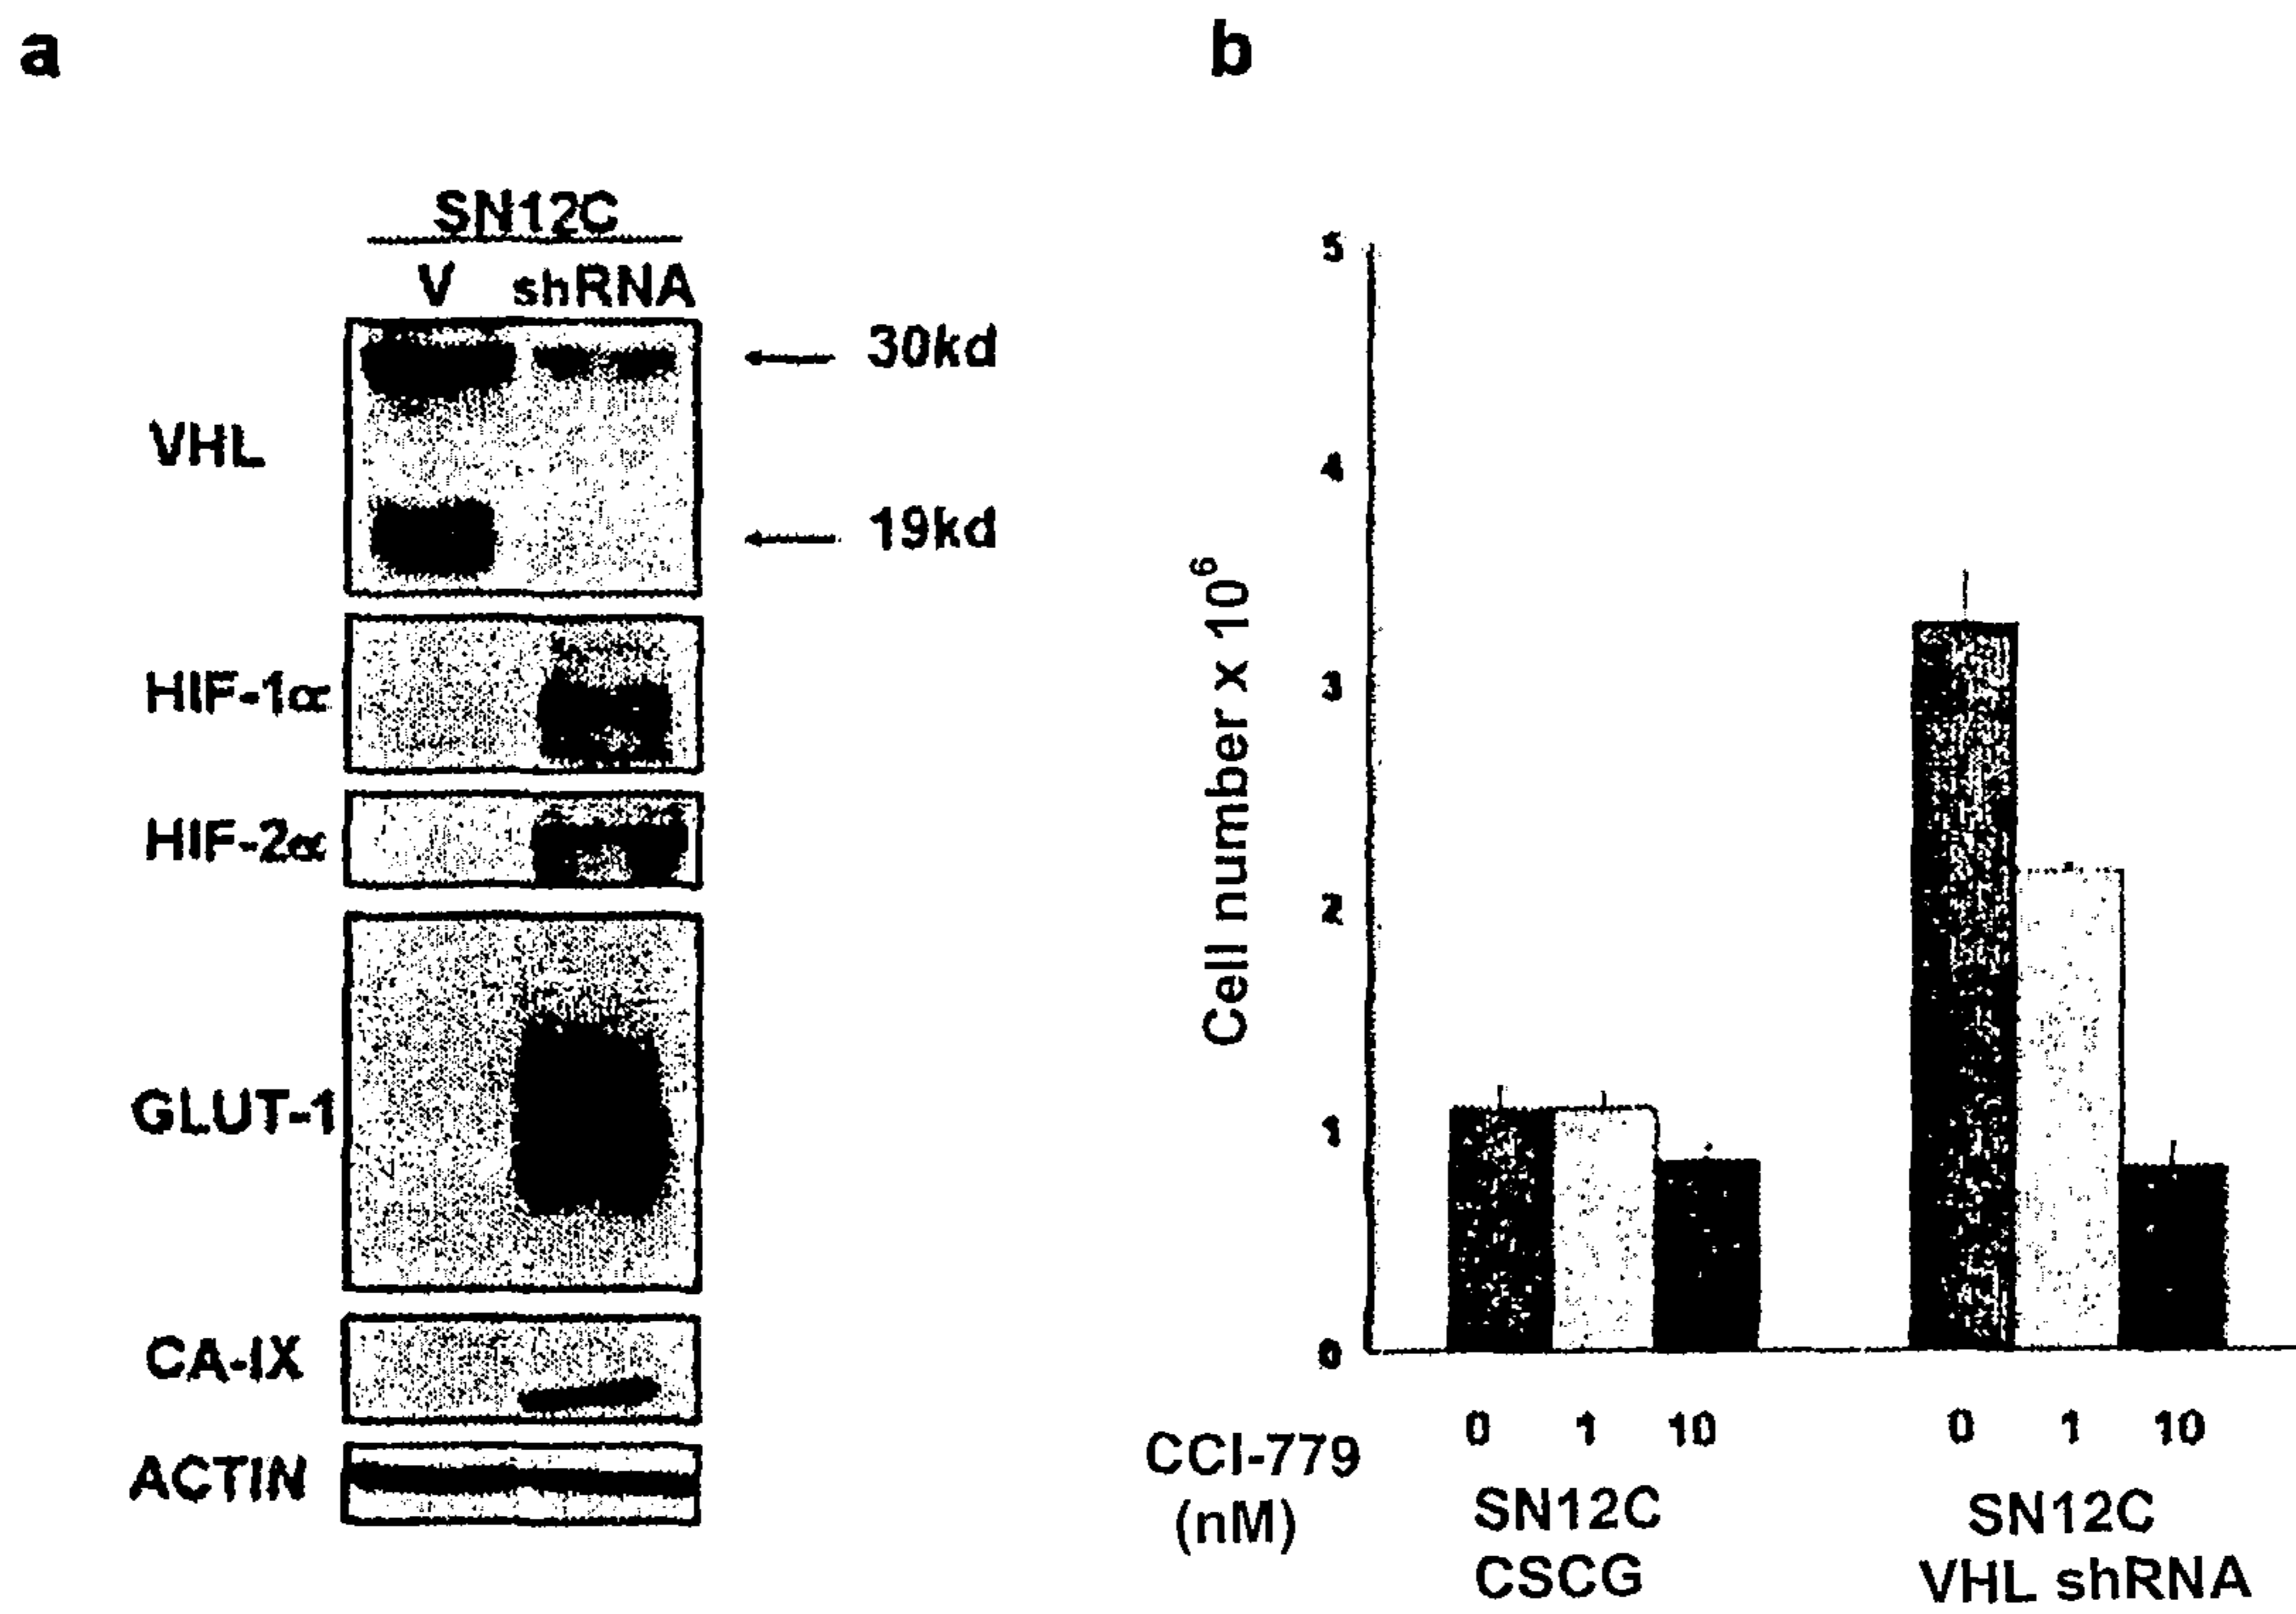 a
SN12C
V shRNA
VHL
30kd
19kd
HIF-1α
HIF-2α
GLUT-1
CA-IX
ACTIN
b
Cell number x 10⁶
5
4
3
2
1
0
CCI-779
(nM)
0 1 10
SN12C
CSCG
0 1 10
SN12C
VHL shRNA